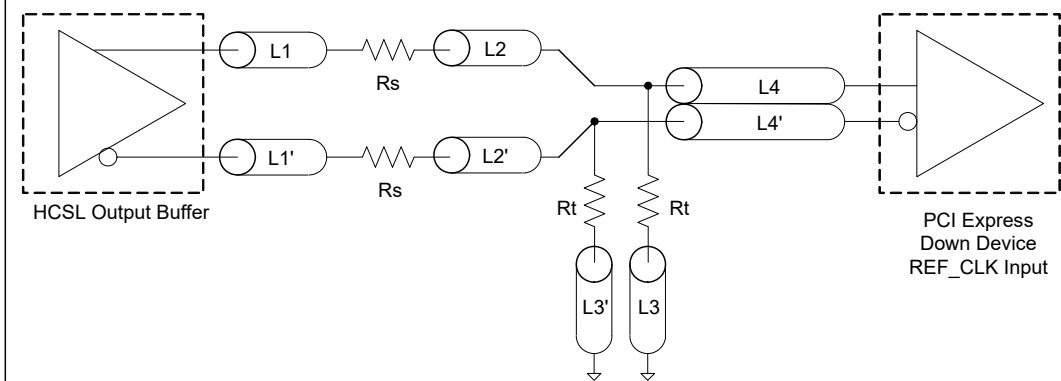 L1
Rs
L2
L4
L4'
L1'
Rs
L2'
HCSL Output Buffer
Rt
Rt
L3'
L3
PCI Express
Down Device
REF_CLK Input